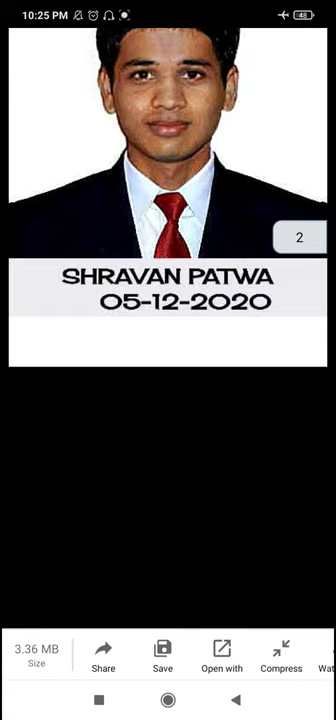 10:25 PM 48
2
SHRAVAN PATWA
05-12-2020
3.36 MB
Size
Share
Save
Open with
Compress
Wat